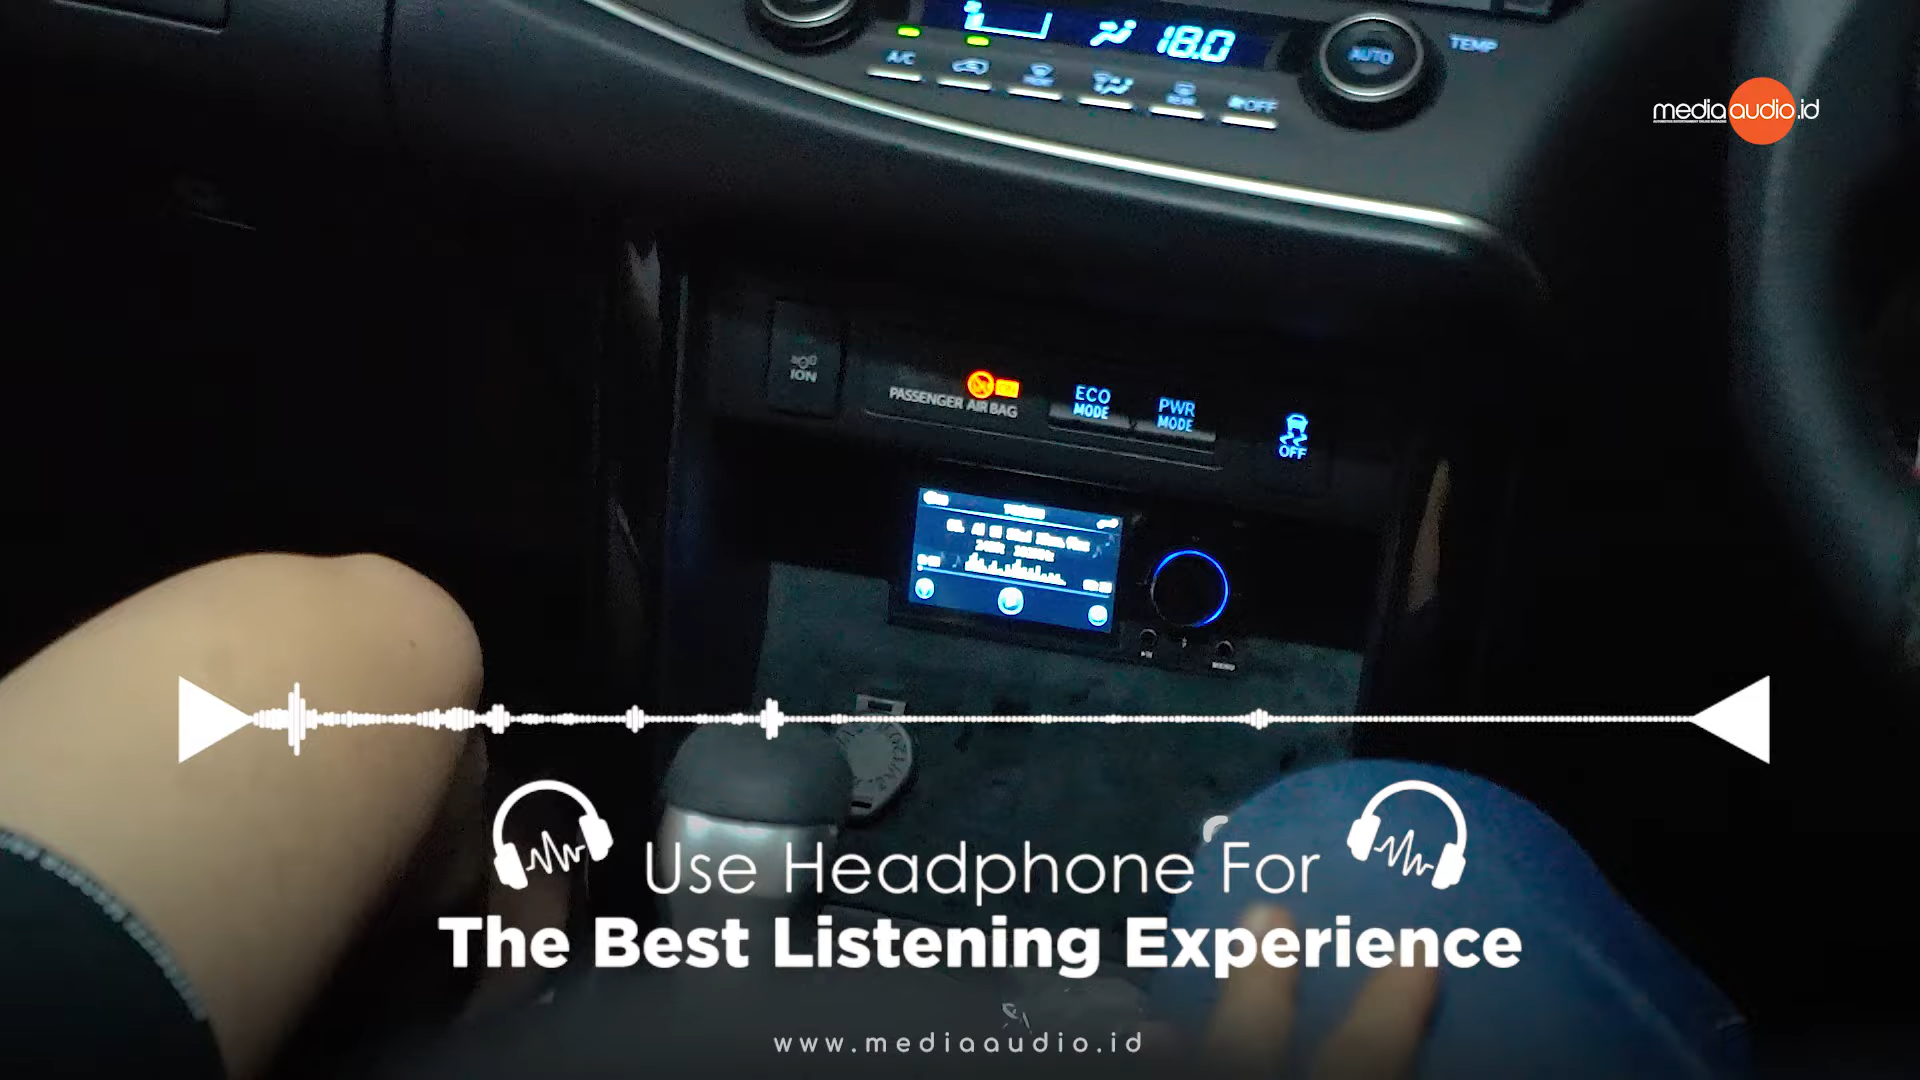 18.0
AUTO
TEMP
A/C
OFF
mediaaudio.id
ION
PASSENGER AIR BAG
ECO
MODE
PWR
MODE
OFF
Use Headphone For
The Best Listening Experience
www.mediaaudio.id